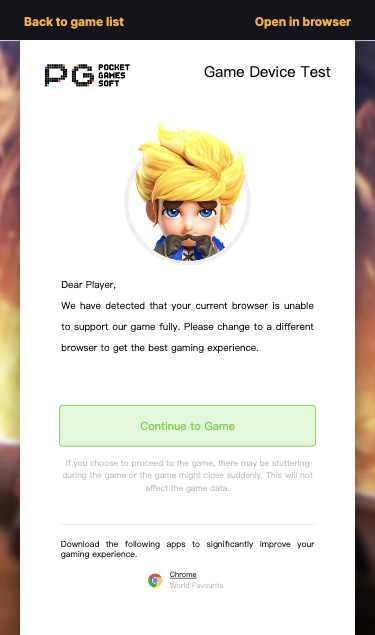 Back to game list
Open in browser
PG POCKET GAMES SOFT
Game Device Test
Dear Player,
We have detected that your current browser is unable
to support our game fully. Please change to a different
browser to get the best gaming experience.
Continue to Game
If you choose to proceed to the game, there may be stuttering
during the game or the game might close suddenly. This will not
affect the game data.
Download the following apps to significantly improve your
gaming experience.
Chrome
World Favourite